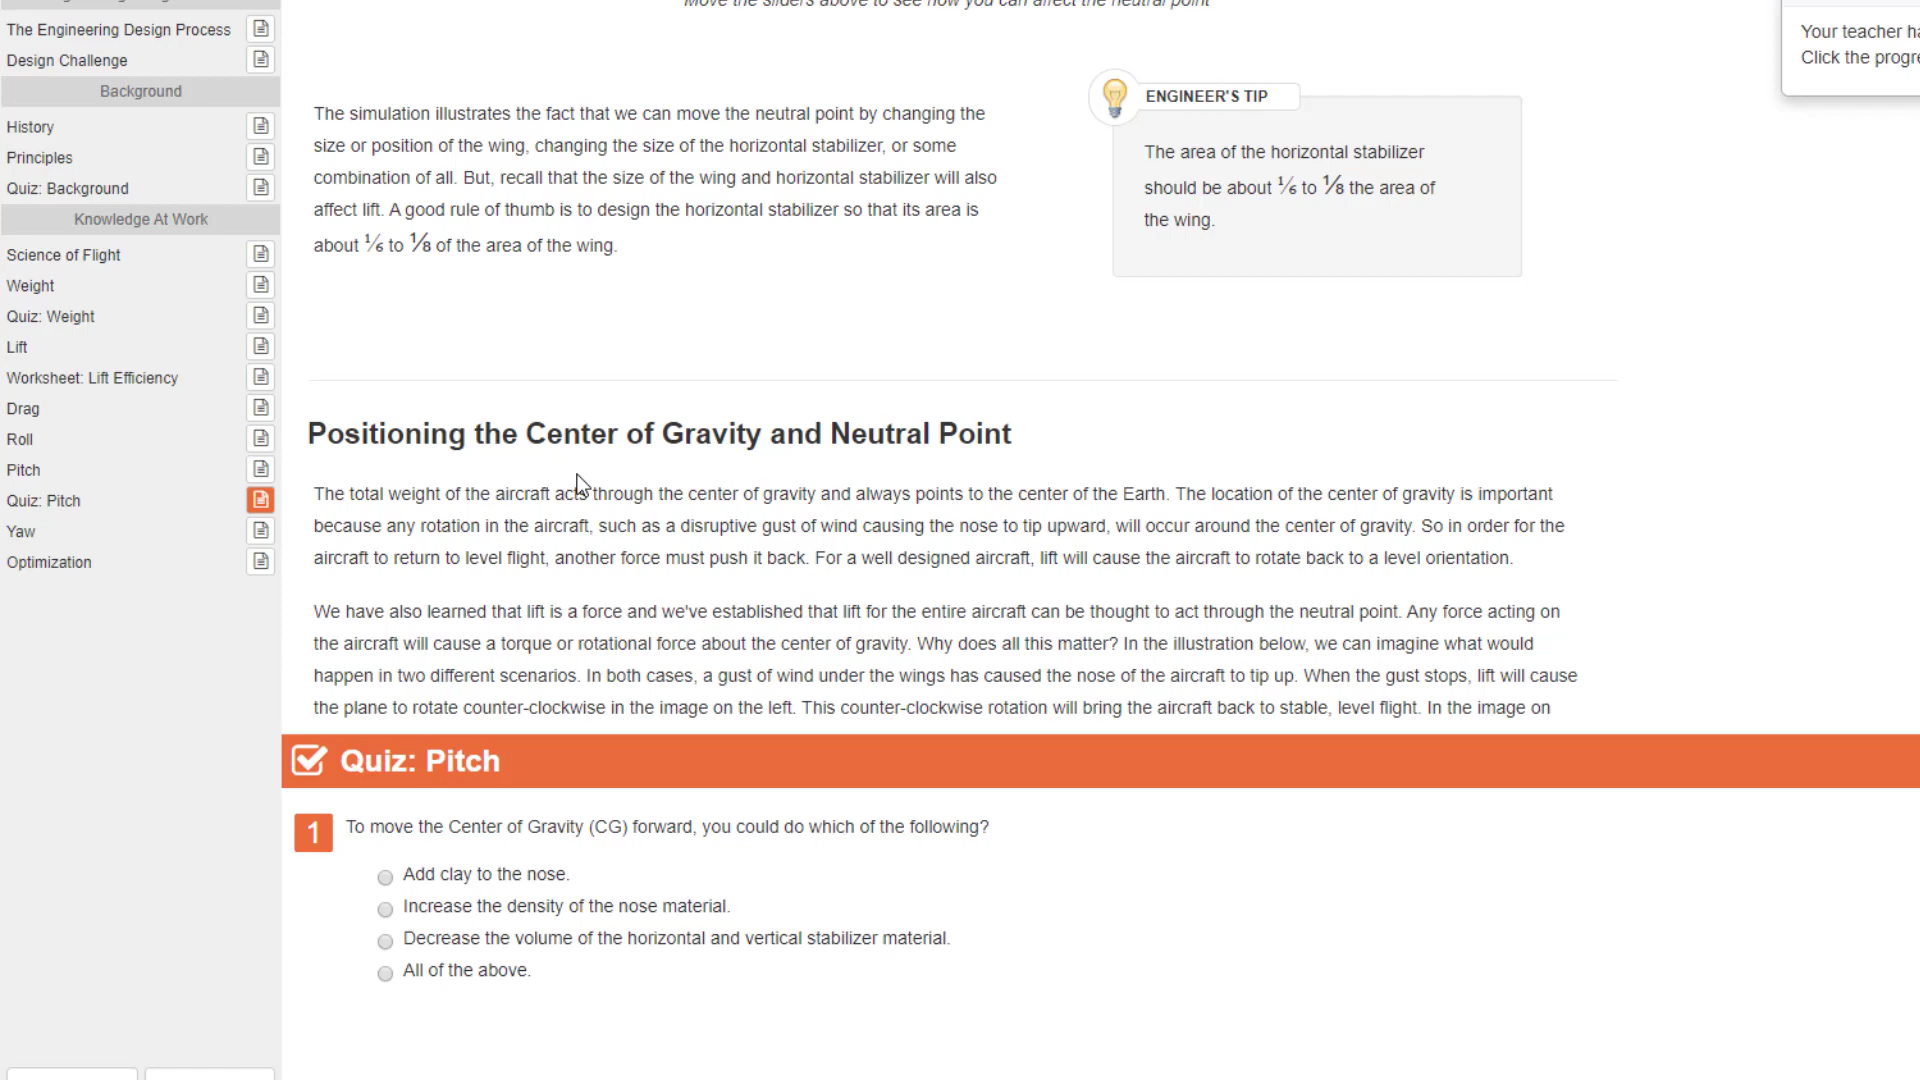 The Engineering Design Process
Design Challenge
Background
History
Principles
Quiz: Background
Knowledge At Work
Science of Flight
Weight
Quiz: Weight
Lift
Worksheet: Lift Efficiency
Drag
Roll
Pitch
Quiz: Pitch
Yaw
Optimization
Move the sliders above to see how you can affect the neutral point
The simulation illustrates the fact that we can move the neutral point by changing the
size or position of the wing, changing the size of the horizontal stabilizer, or some
combination of all. But, recall that the size of the wing and horizontal stabilizer will also
affect lift. A good rule of thumb is to design the horizontal stabilizer so that its area is
about ⅙ to ⅛ of the area of the wing.
ENGINEER'S TIP
The area of the horizontal stabilizer
should be about ⅙ to ⅛ the area of
the wing.
Your teacher
Click the
Positioning the Center of Gravity and Neutral Point
The total weight of the aircraft acts through the center of gravity and always points to the center of the Earth. The location of the center of gravity is important
because any rotation in the aircraft, such as a disruptive gust of wind causing the nose to tip upward, will occur around the center of gravity. So in order for the
aircraft to return to level flight, another force must push it back. For a well designed aircraft, lift will cause the aircraft to rotate back to a level orientation.
We have also learned that lift is a force and we've established that lift for the entire aircraft can be thought to act through the neutral point. Any force acting on
the aircraft will cause a torque or rotational force about the center of gravity. Why does all this matter? In the illustration below, we can imagine what would
happen in two different scenarios. In both cases, a gust of wind under the wings has caused the nose of the aircraft to tip up. When the gust stops, lift will cause
the plane to rotate counter-clockwise in the image on the left. This counter-clockwise rotation will bring the aircraft back to stable, level flight. In the image on
Quiz: Pitch
1 To move the Center of Gravity (CG) forward, you could do which of the following?
Add clay to the nose.
Increase the density of the nose material.
Decrease the volume of the horizontal and vertical stabilizer material.
All of the above.